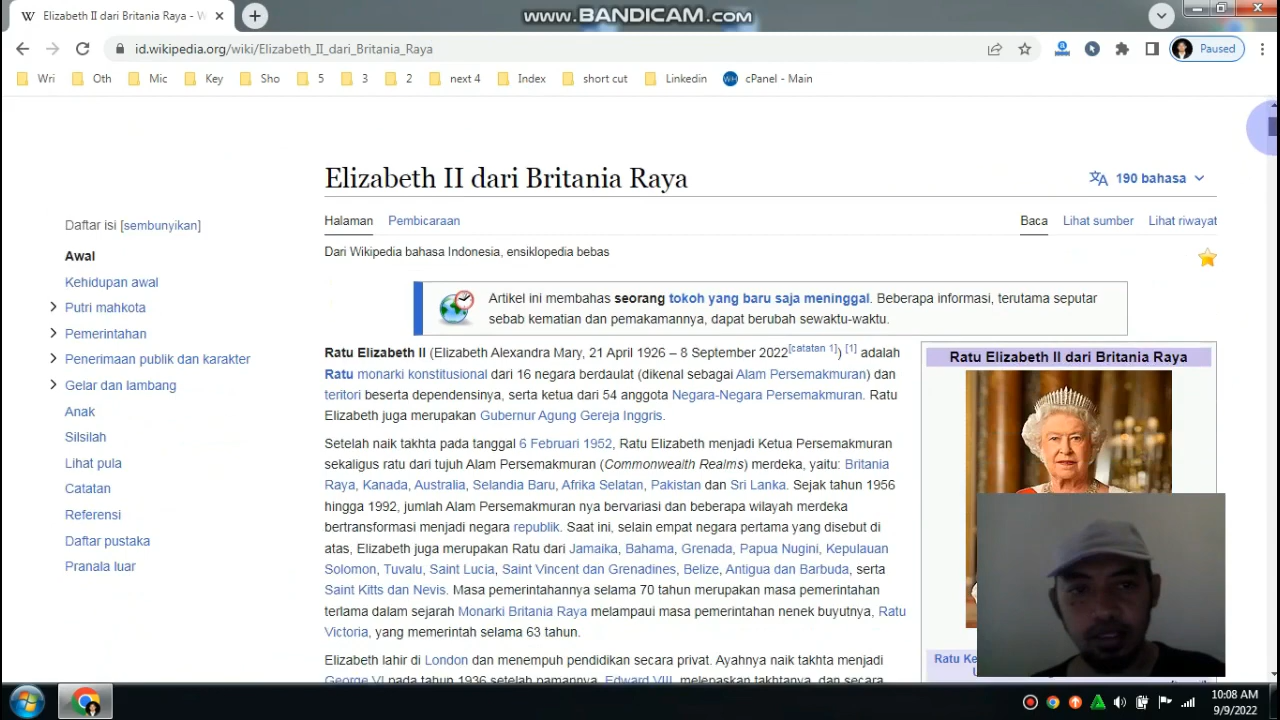 Elizabeth II dari Britania Raya - W
www.BANDICAM.com
id.wikipedia.org/wiki/Elizabeth_II_dari_Britania_Raya
Paused
Wri Oth Mic Key Sho 5 3 2 next 4 Index short cut Linkedin cPanel - Main
Elizabeth II dari Britania Raya
190 bahasa
Daftar isi [sembunyikan]
Awal
Kehidupan awal
Putri mahkota
Pemerintahan
Penerimaan publik dan karakter
Gelar dan lambang
Anak
Silsilah
Lihat pula
Catatan
Referensi
Daftar pustaka
Pranala luar
Halaman Pembicaraan Baca Lihat sumber Lihat riwayat
Dari Wikipedia bahasa Indonesia, ensiklopedia bebas
Artikel ini membahas seorang tokoh yang baru saja meninggal. Beberapa informasi, terutama seputar
sebab kematian dan pemakamannya, dapat berubah sewaktu-waktu.
Ratu Elizabeth II (Elizabeth Alexandra Mary, 21 April 1926 – 8 September 2022[catatan 1]) [1] adalah
Ratu monarki konstitusional dari 16 negara berdaulat (dikenal sebagai Alam Persemakmuran) dan
teritori beserta dependensinya, serta ketua dari 54 anggota Negara-Negara Persemakmuran. Ratu
Elizabeth juga merupakan Gubernur Agung Gereja Inggris.
Setelah naik takhta pada tanggal 6 Februari 1952, Ratu Elizabeth menjadi Ketua Persemakmuran
sekaligus ratu dari tujuh Alam Persemakmuran (Commonwealth Realms) merdeka, yaitu: Britania
Raya, Kanada, Australia, Selandia Baru, Afrika Selatan, Pakistan dan Sri Lanka. Sejak tahun 1956
hingga 1992, jumlah Alam Persemakmuran nya bervariasi dan beberapa wilayah merdeka
bertransformasi menjadi negara republik. Saat ini, selain empat negara pertama yang disebut di
atas, Elizabeth juga merupakan Ratu dari Jamaika, Bahama, Grenada, Papua Nugini, Kepulauan
Solomon, Tuvalu, Saint Lucia, Saint Vincent dan Grenadines, Belize, Antigua dan Barbuda, serta
Saint Kitts dan Nevis. Masa pemerintahannya selama 70 tahun merupakan masa pemerintahan
terlama dalam sejarah Monarki Britania Raya melampaui masa pemerintahan nenek buyutnya, Ratu
Victoria, yang memerintah selama 63 tahun.
Elizabeth lahir di London dan menempuh pendidikan secara privat. Ayahnya naik takhta menjadi
George VI pada tahun 1936 setelah pamannya, Edward VIII, melepaskan takhtanya, dan secara
Ratu Elizabeth II dari Britania Raya
Ratu Ke
10:08 AM
9/9/2022